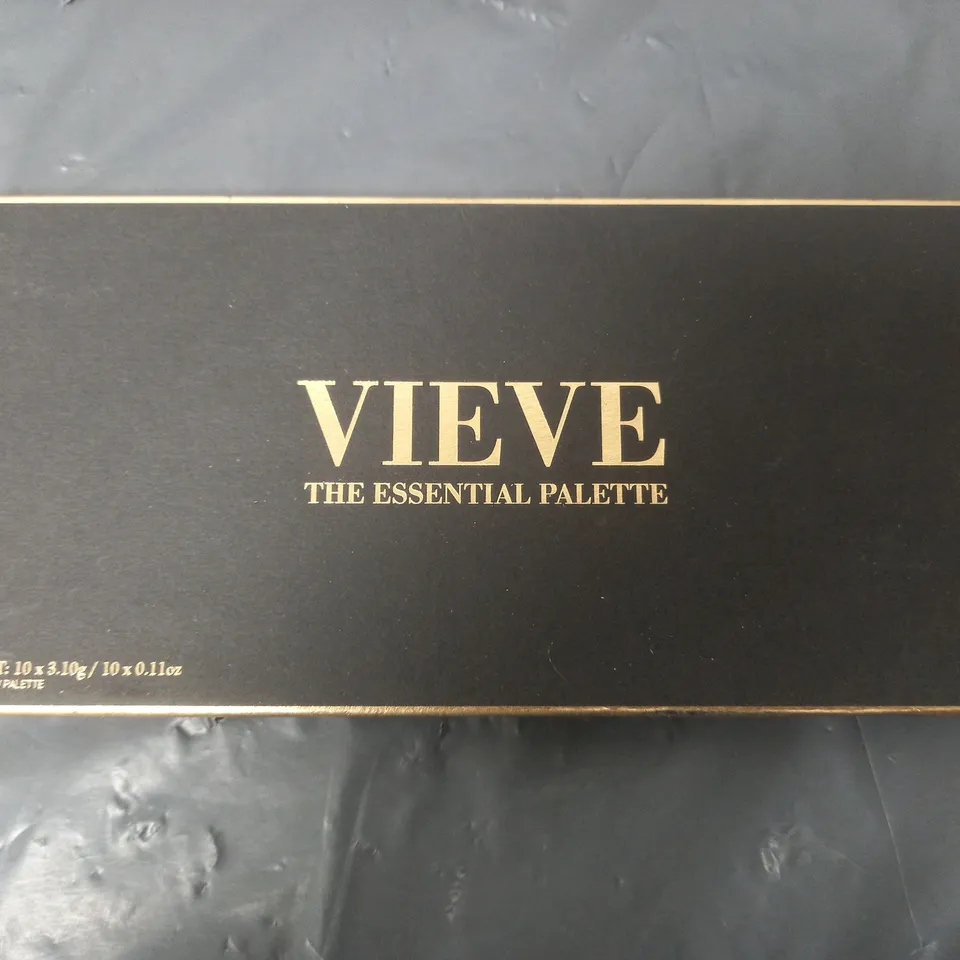 VIEVE
THE ESSENTIAL PALETTE
10 x 3.10g / 10 x 0.11oz
PALETTE